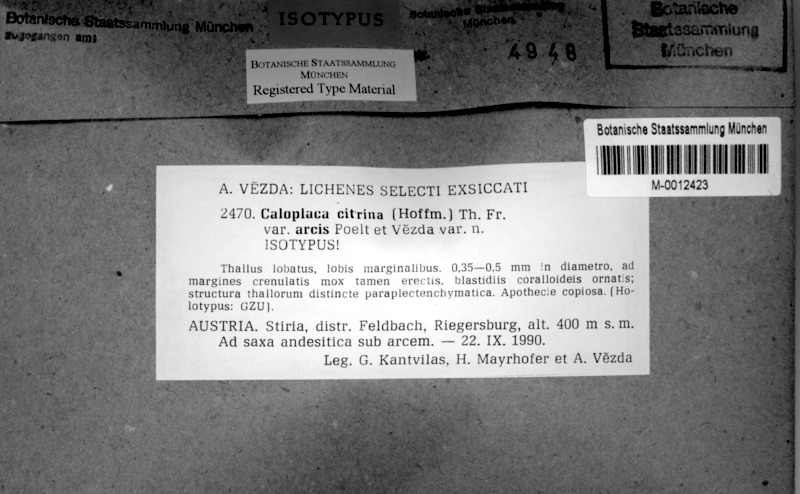 Botanische Staatssammlung München
zugegangen am:
ISOTYPUS
Botanische Staatssammlung
München
4948
Botanische
Staatssammlung
München
BOTANISCHE STAATSSAMMLUNG
MÜNCHEN
Registered Type Material
Botanische Staatssammlung München
M-0012423
A. VĚZDA: LICHENES SELECTI EXSICCATI
2470. Caloplaca citrina (Hoffm.) Th. Fr.
var. arcis Poelt et Vězda var. n.
ISOTYPUS!
Thallus lobatus, lobis marginalibus. 0,35—0,5 mm in diametro, ad
margines crenulatis mox tamen erectis, blastidiis coralloideis ornatis;
structura thallorum distincte paraplectenchymatica. Apothecie copiosa. (Ho-
lotypus: GZU).
AUSTRIA. Stiria, distr. Feldbach, Riegersburg, alt. 400 m s. m.
Ad saxa andesitica sub arcem. — 22. IX. 1990.
Leg. G. Kantvilas, H. Mayrhofer et A. Vězda